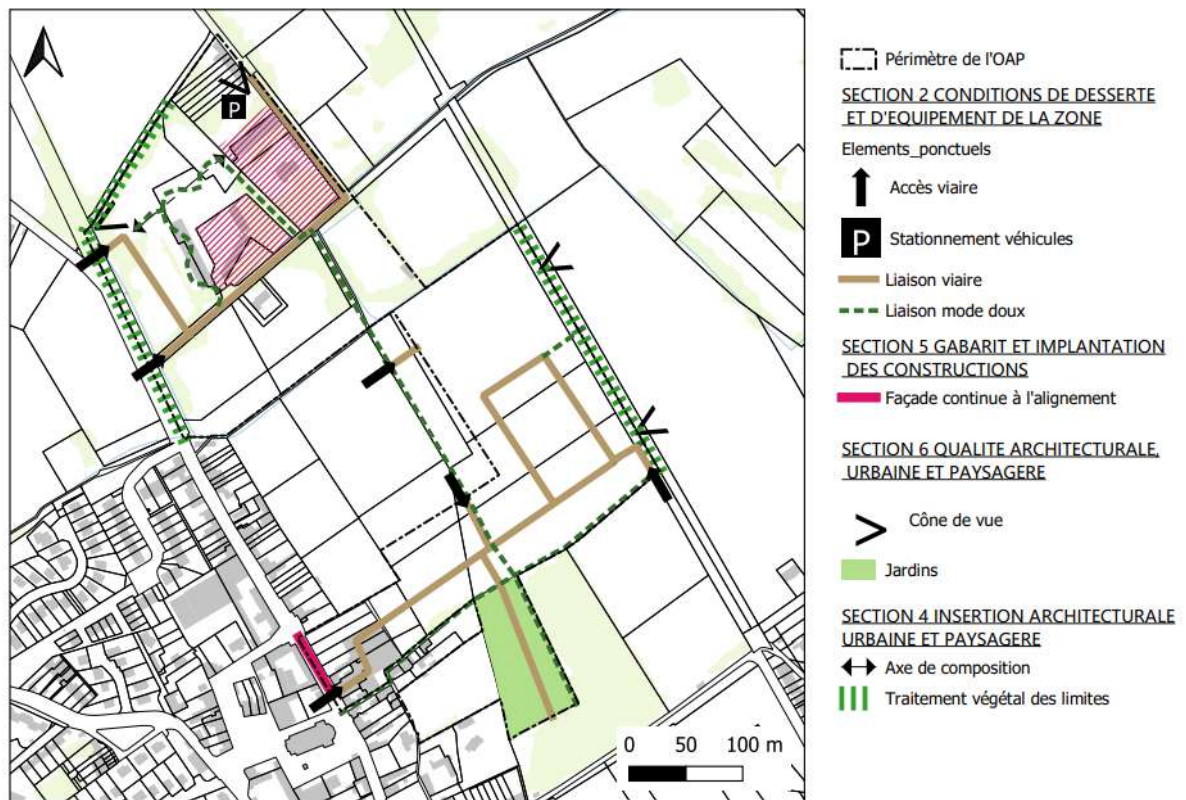 P
0 50 100 m
Périmètre de l'OAP
SECTION 2 CONDITIONS DE DESSERTE
ET D'EQUIPEMENT DE LA ZONE
Elements_ponctuels
Accès viaire
P Stationnement véhicules
Liaison viaire
Liaison mode doux
SECTION 5 GABARIT ET IMPLANTATION
DES CONSTRUCTIONS
Façade continue à l'alignement
SECTION 6 QUALITE ARCHITECTURALE,
URBAINE ET PAYSAGERE
Cône de vue
Jardins
SECTION 4 INSERTION ARCHITECTURALE
URBAINE ET PAYSAGERE
Axe de composition
Traitement végétal des limites